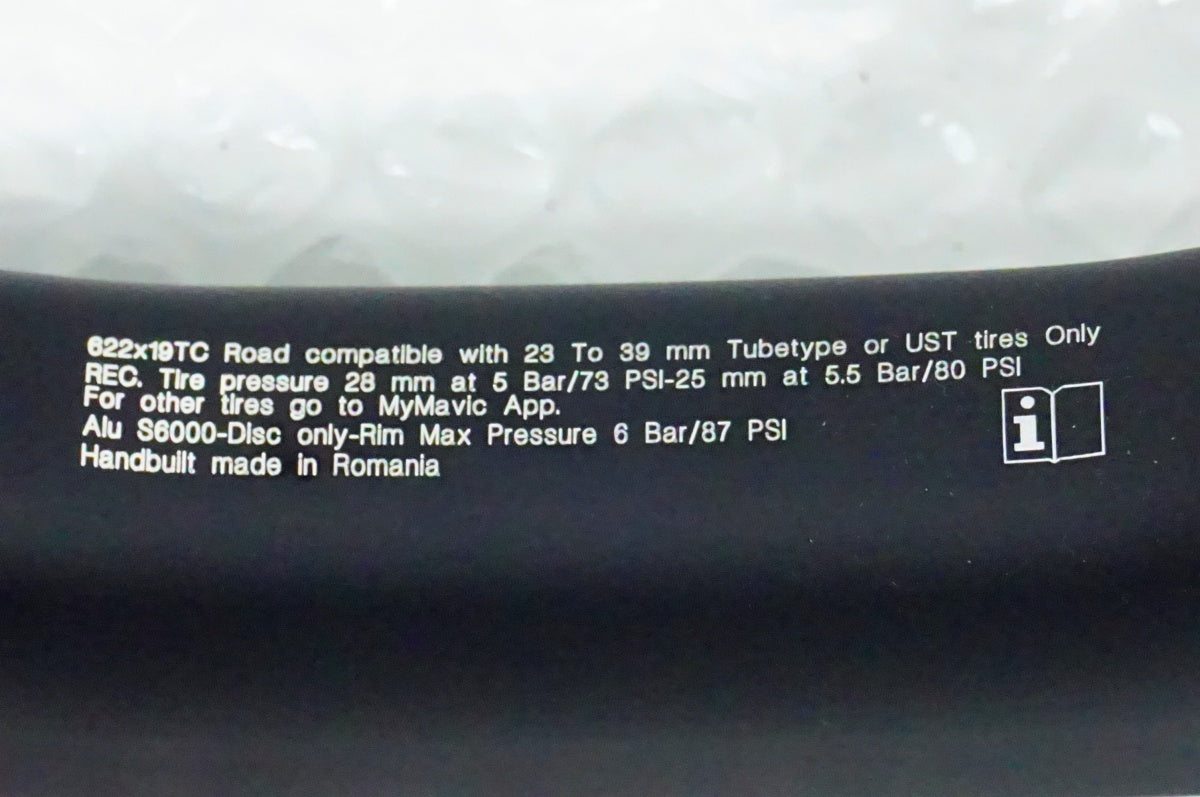 622x19TC Road compatible with 23 To 39 mm Tubetype or UST tires Only
REC. Tire pressure 28 mm at 5 Bar/73 PSI-25 mm at 5.5 Bar/80 PSI
For other tires go to MyMavic App.
Alu S6000-Disc only-Rim Max Pressure 6 Bar/87 PSI
Handbuilt made in Romania
i